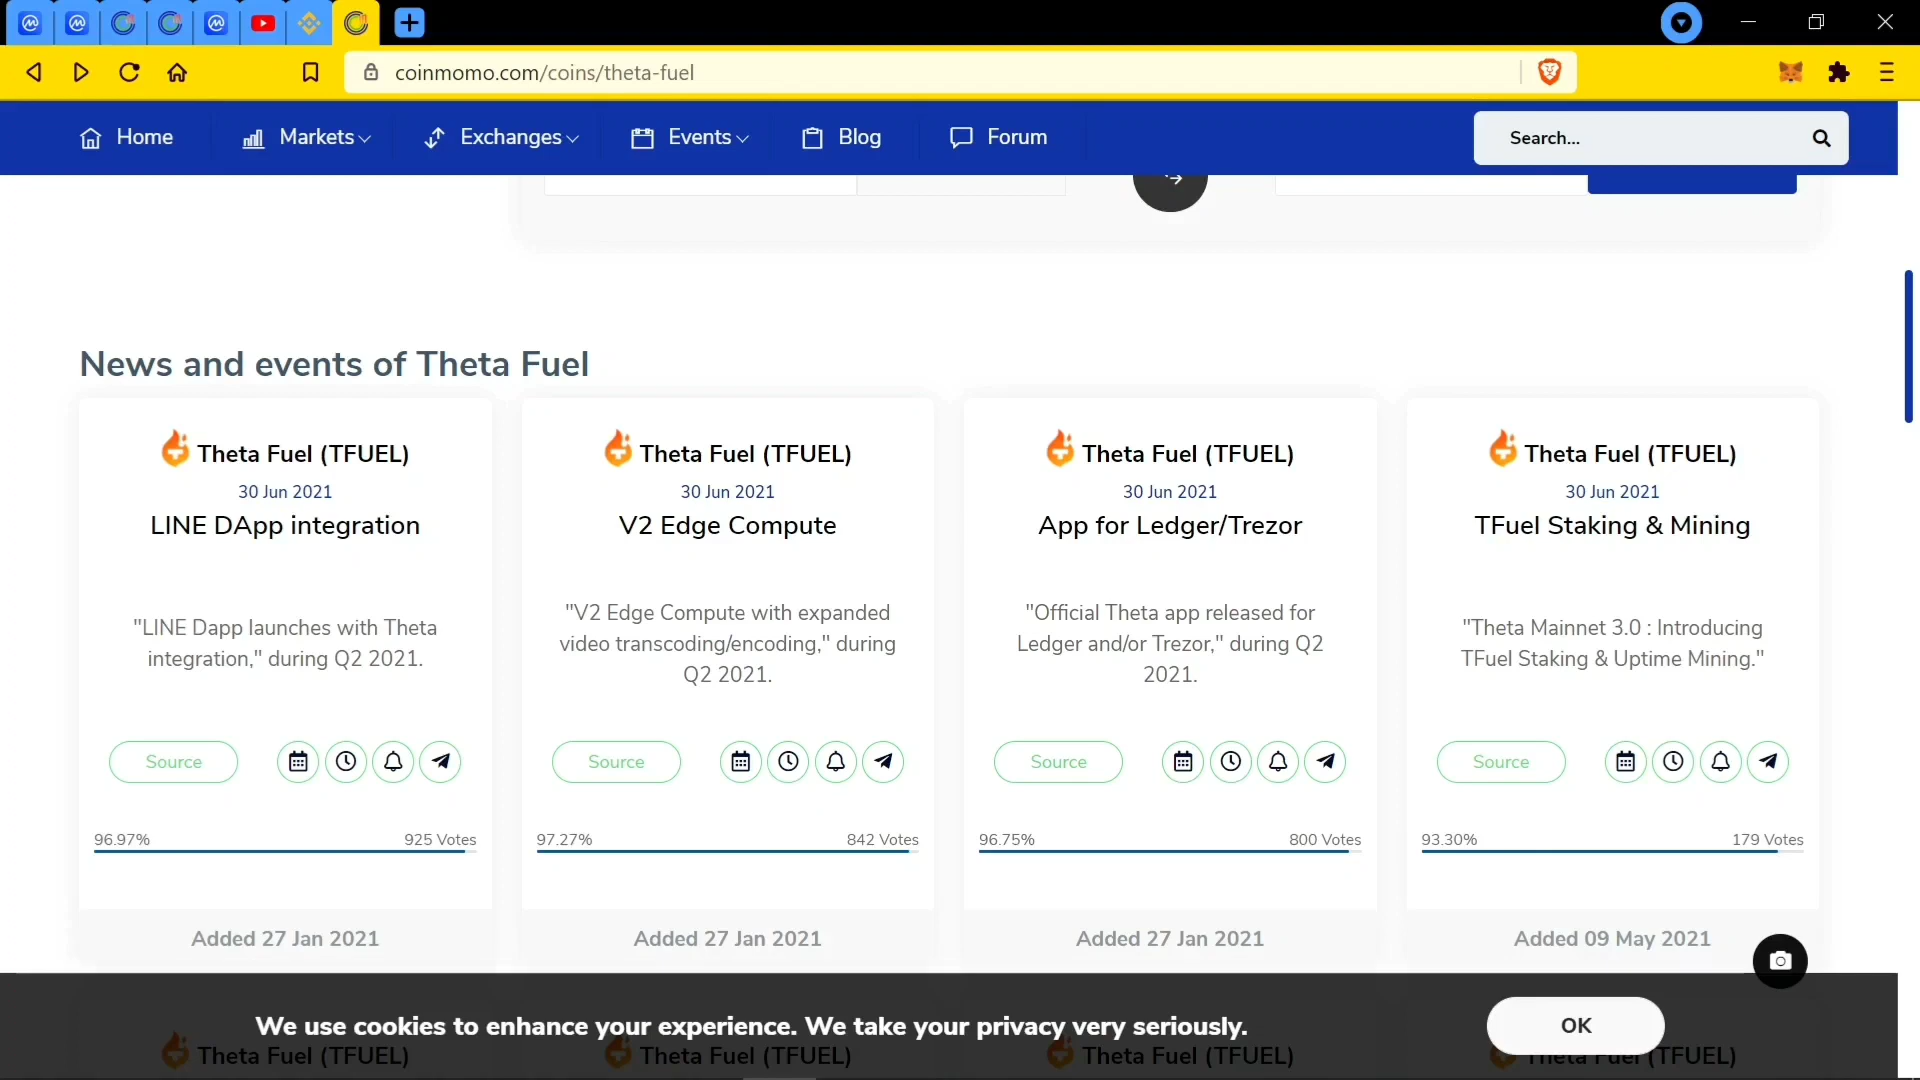 coinmomo.com/coins/theta-fuel
Home Markets Exchanges Events Blog Forum Search...
News and events of Theta Fuel
Theta Fuel (TFUEL)
30 Jun 2021
LINE DApp integration
"LINE Dapp launches with Theta
integration," during Q2 2021.
Source
96.97% 925 Votes
Added 27 Jan 2021
Theta Fuel (TFUEL)
30 Jun 2021
V2 Edge Compute
"V2 Edge Compute with expanded
video transcoding/encoding," during
Q2 2021.
Source
97.27% 842 Votes
Added 27 Jan 2021
Theta Fuel (TFUEL)
30 Jun 2021
App for Ledger/Trezor
"Official Theta app released for
Ledger and/or Trezor," during Q2
2021.
Source
96.75% 800 Votes
Added 27 Jan 2021
Theta Fuel (TFUEL)
30 Jun 2021
TFuel Staking & Mining
"Theta Mainnet 3.0 : Introducing
TFuel Staking & Uptime Mining."
Source
93.30% 179 Votes
Added 09 May 2021
We use cookies to enhance your experience. We take your privacy very seriously.
OK
Theta Fuel (TFUEL) Theta Fuel (TFUEL) Theta Fuel (TFUEL) Theta Fuel (TFUEL)